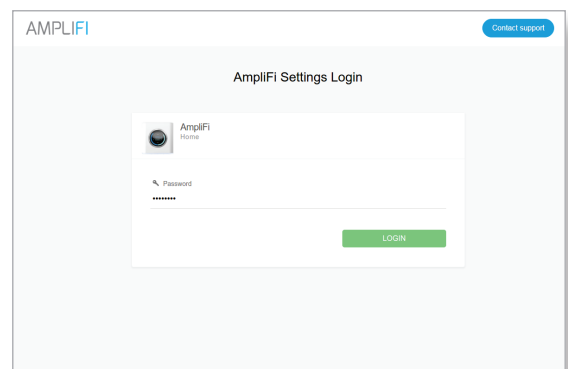 AMPLIFI
Contact support
AmpliFi Settings Login
AmpliFi
Home
Password
••••••••
LOGIN